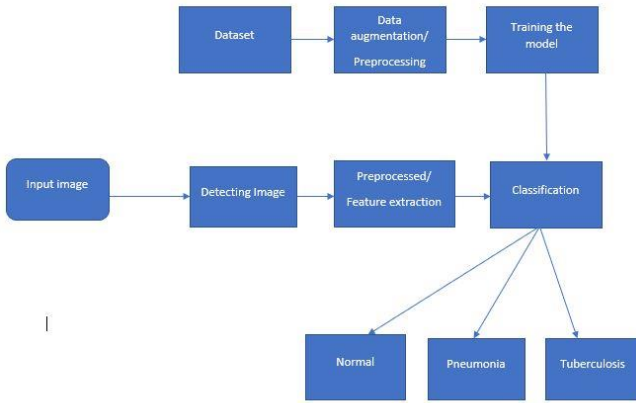 Dataset
Data
augmentation/
Preprocessing
Training the
model
Input image
Detecting Image
Preprocessed/
Feature extraction
Classification
Normal
Pneumonia
Tuberculosis